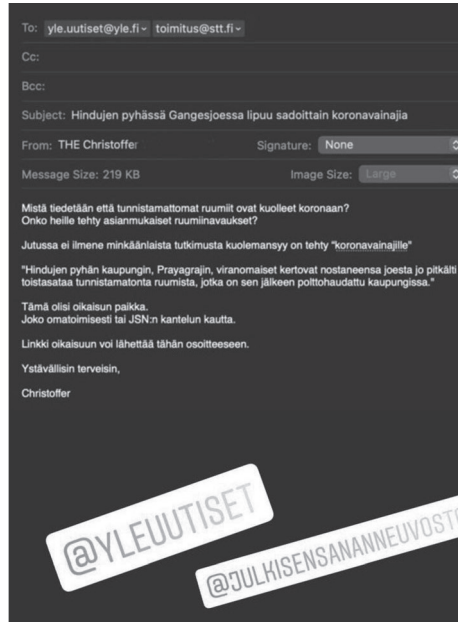 To: yle.uutiset@yle.fi toimitus@stt.fi
Cc:
Bcc:
Subject: Hindujen pyhässä Gangesjoessa lipuu sadoittain koronavainajia
From: THE Christoffer Signature: None
Message Size: 219 KB Image Size: Large
Mistä tiedetään että tunnistamattomat ruumiit ovat kuolleet koronaan?
Onko heille tehty asianmukaiset ruumiinavaukset?
Jutussa ei ilmene minkäänlaista tutkimusta kuolemansyy on tehty "koronavainajille"
"Hindujen pyhän kaupungin, Prayagrajin, viranomaiset kertovat nostaneensa joesta jo pitkälti
toistasataa tunnistamatonta ruumista, jotka on sen jälkeen polttohaudattu kaupungissa."
Tämä olisi oikaisun paikka.
Joko omatoimisesti tai JSN:n kantelun kautta.
Linkki oikaisuun voi lähettää tähän osoitteeseen.
Ystävällisin terveisin,
Christoffer
@YLEUUTISET
@JULKISENSANANNEUVOSTO